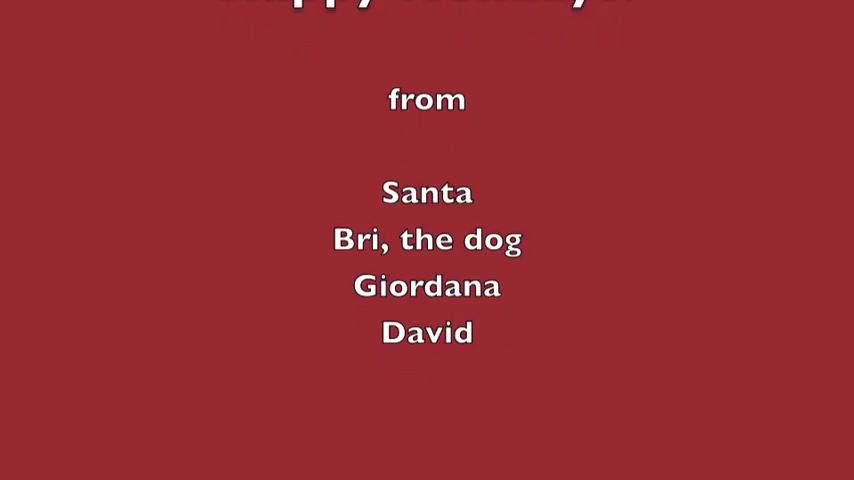 from
Santa
Bri, the dog
Giordana
David